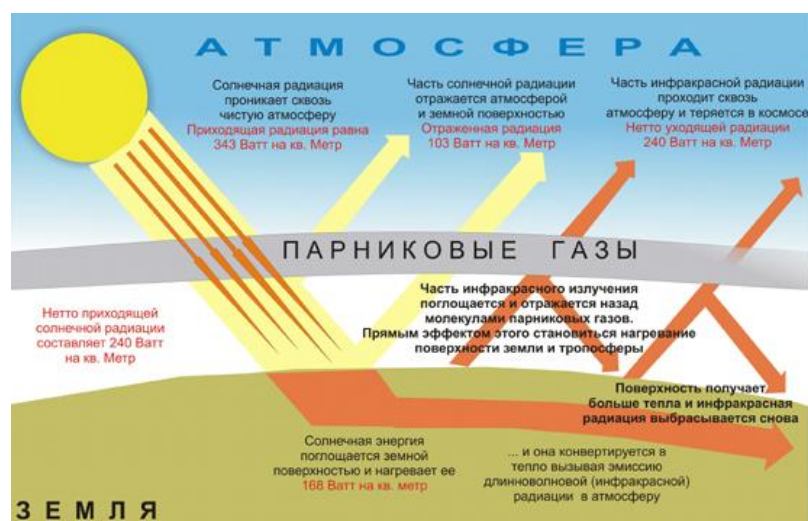 АТМОСФЕРА
Солнечная радиация
проникает сквозь
чистую атмосферу
Приходящая радиация равна
343 Ватт на кв. Метр
Часть солнечной радиации
отражается атмосферой
и земной поверхностью
Отраженная радиация
103 Ватт на кв. Метр
Часть инфракрасной радиации
проходит сквозь
атмосферу и теряется в космосе
Нетто уходящей радиации
240 Ватт на кв. Метр
ПАРНИКОВЫЕ ГАЗЫ
Нетто приходящей
солнечной радиации
составляет 240 Ватт
на кв. Метр
Часть инфракрасного излучения
поглощается и отражается назад
молекулами парниковых газов.
Прямым эффектом этого становиться нагревание
поверхности земли и тропосферы
Поверхность получает
больше тепла и инфракрасная
радиация выбрасывается снова
Солнечная энергия
поглощается земной
поверхностью и нагревает ее
168 Ватт на кв. метр
... и она конвертируется в
тепло вызывая эмиссию
длинноволновой (инфракрасной)
радиации в атмосферу
ЗЕМЛЯ